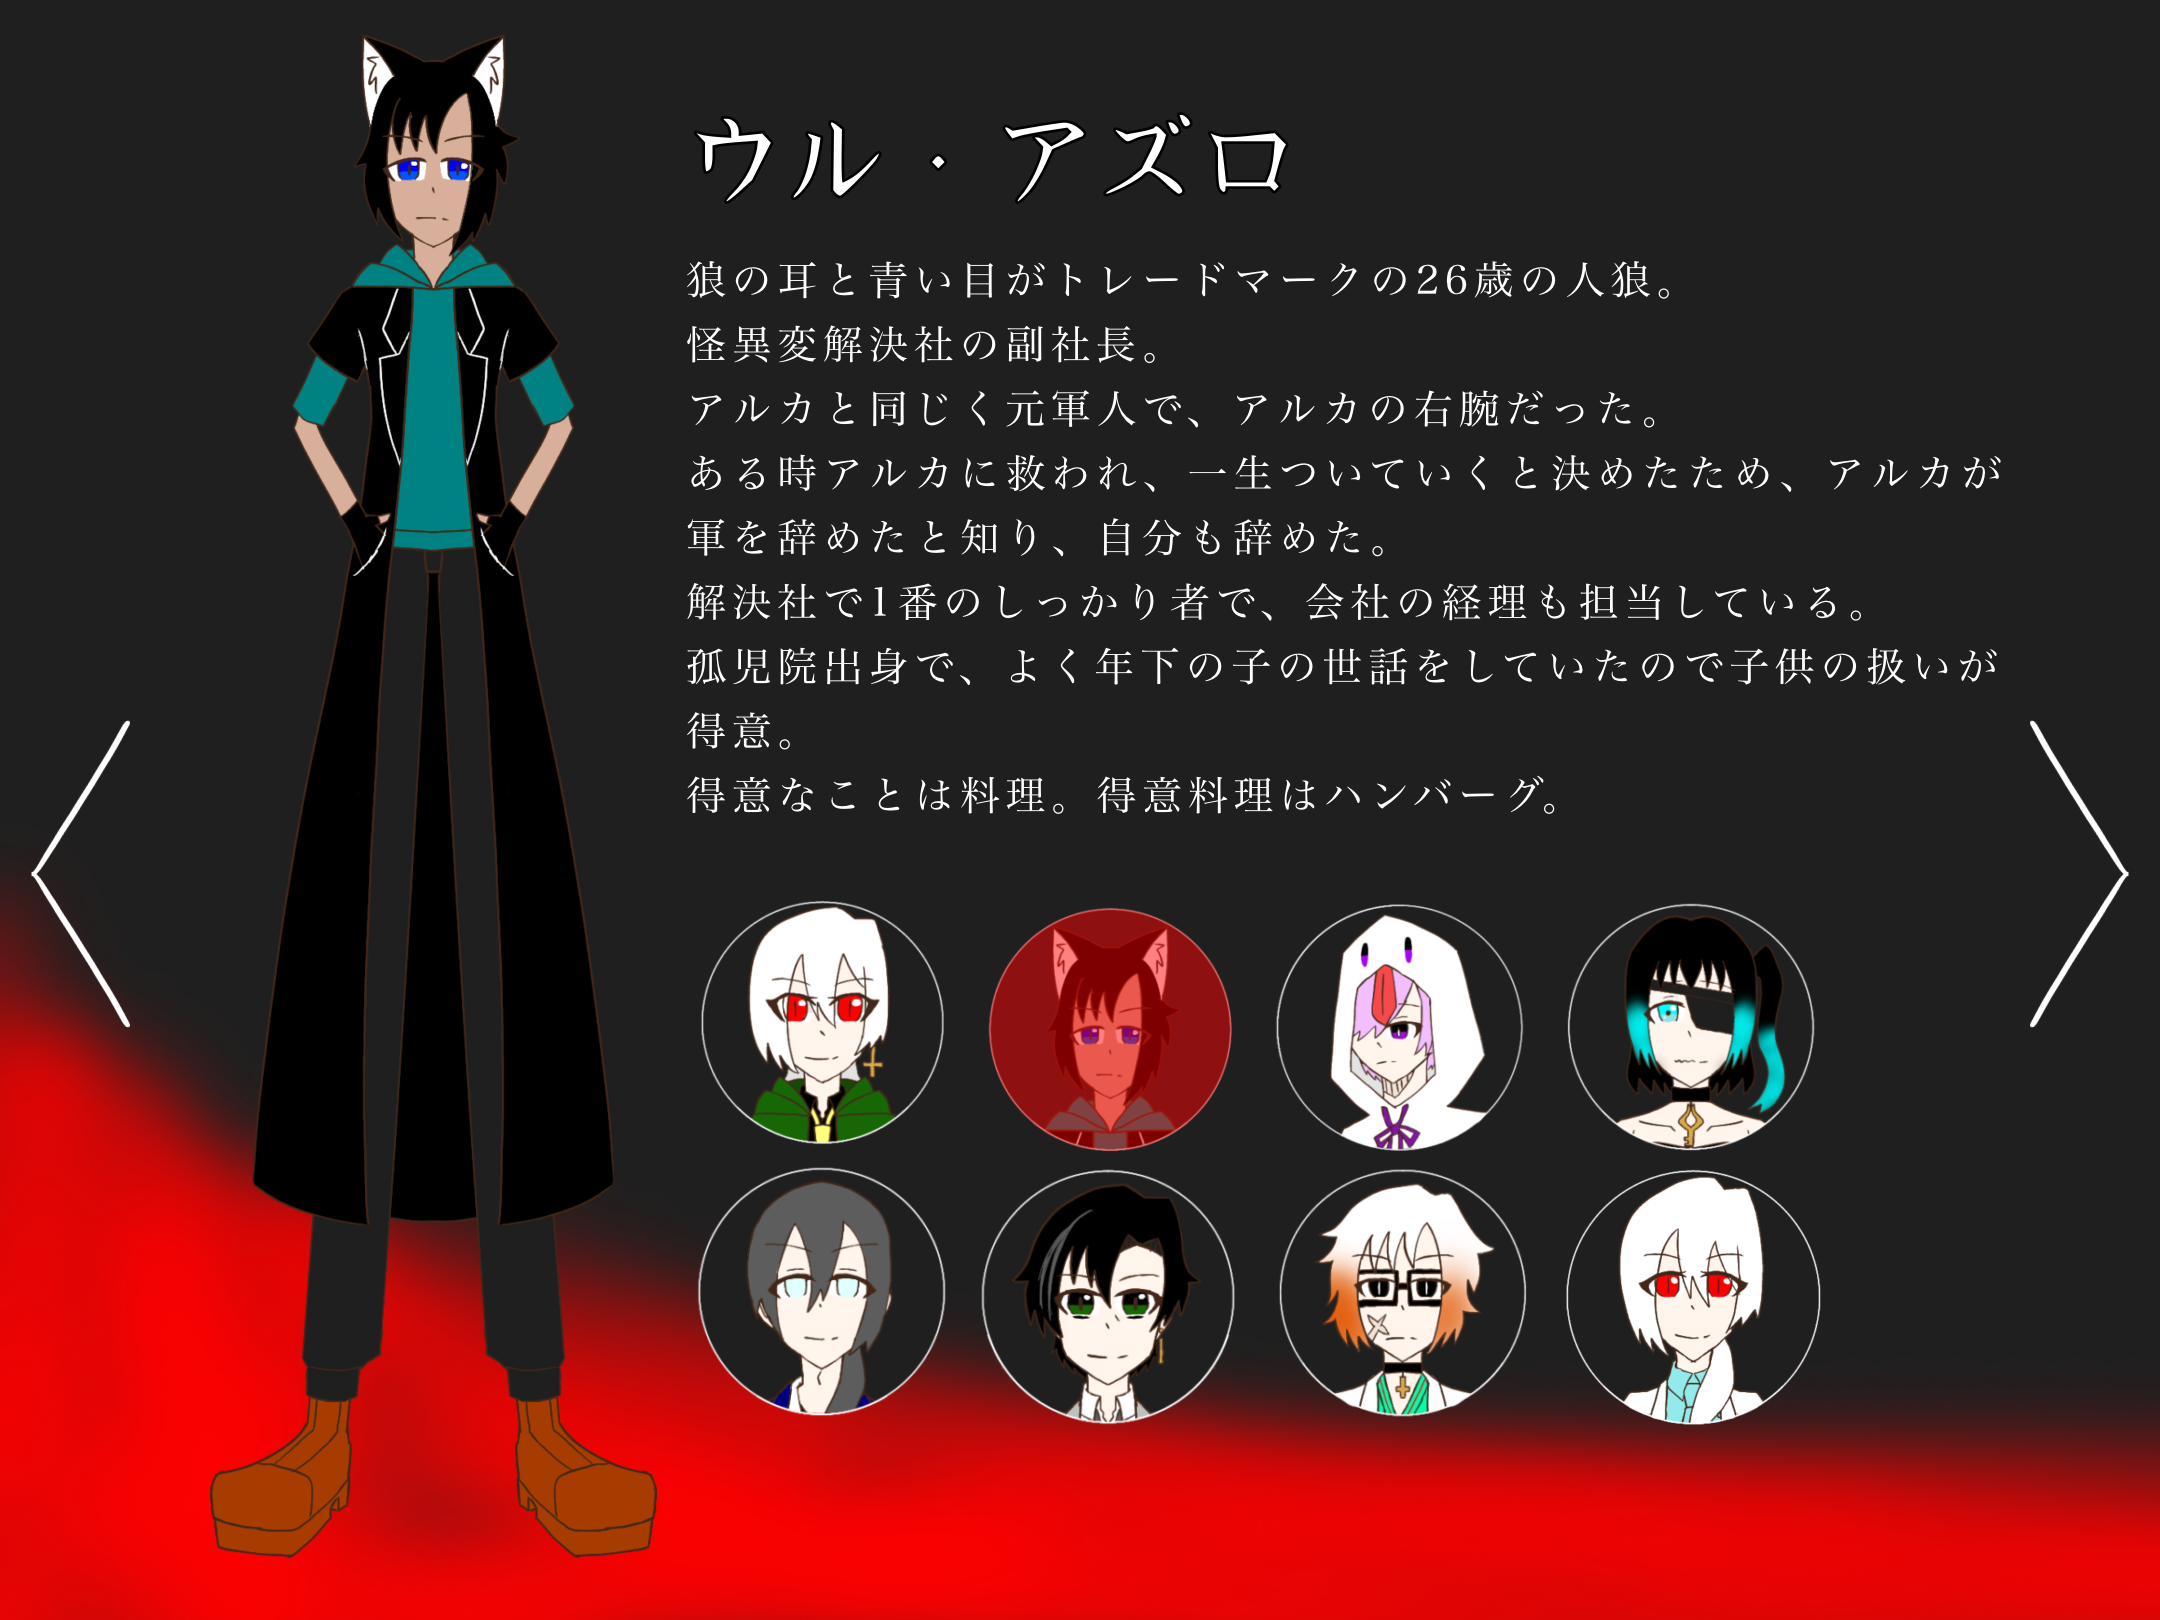 ウル・アズロ
狼の耳と青い目がトレードマークの26歳の人狼。
怪異変解決社の副社長。
アルカと同じく元軍人で、アルカの右腕だった。
ある時アルカに救われ、一生ついていくと決めたため、アルカが
軍を辞めたと知り、自分も辞めた。
解決社で1番のしっかり者で、会社の経理も担当している。
孤児院出身で、よく年下の子の世話をしていたので子供の扱いが
得意。
得意なことは料理。得意料理はハンバーグ。